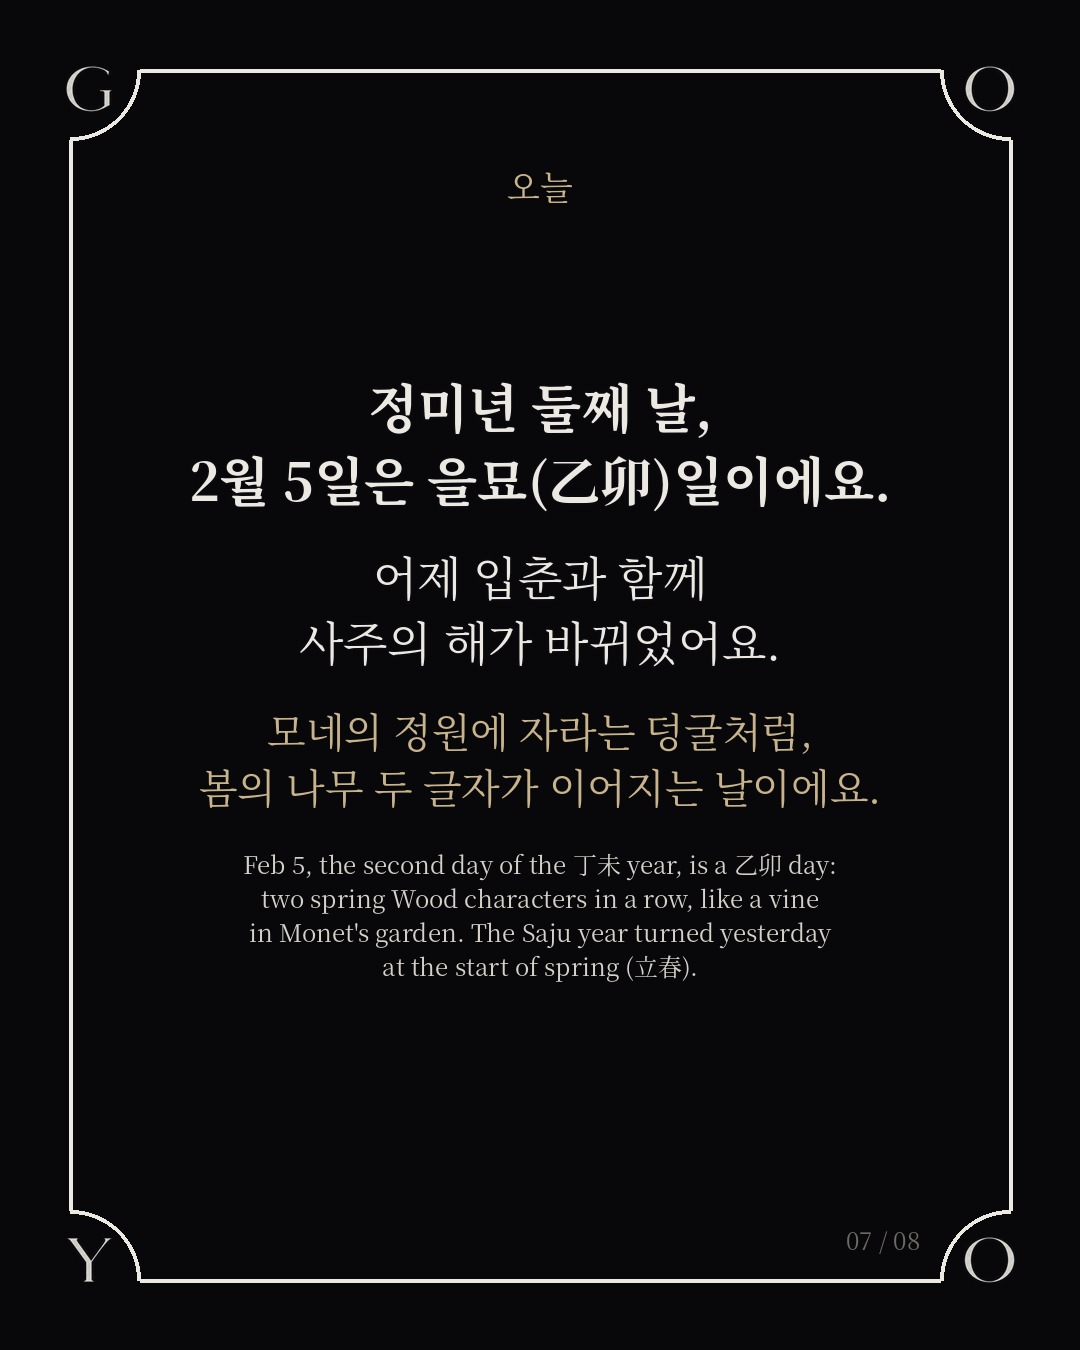 G O
오늘
정미년 둘째 날,
2월 5일은 을묘(乙卯)일이에요.
어제 입춘과 함께
사주의 해가 바뀌었어요.
모네의 정원에 자라는 덩굴처럼,
봄의 나무 두 글자가 이어지는 날이에요.
Feb 5, the second day of the 丁未 year, is a 乙卯 day:
two spring Wood characters in a row, like a vine
in Monet's garden. The Saju year turned yesterday
at the start of spring (立春).
07 / 08
Y O